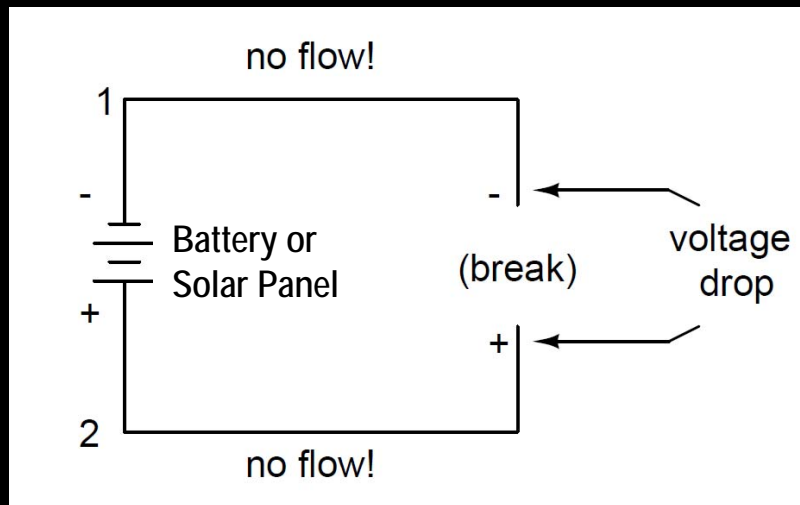 no flow!
1
-
-
Battery or
Solar Panel
(break)
voltage
drop
+
+
2
no flow!